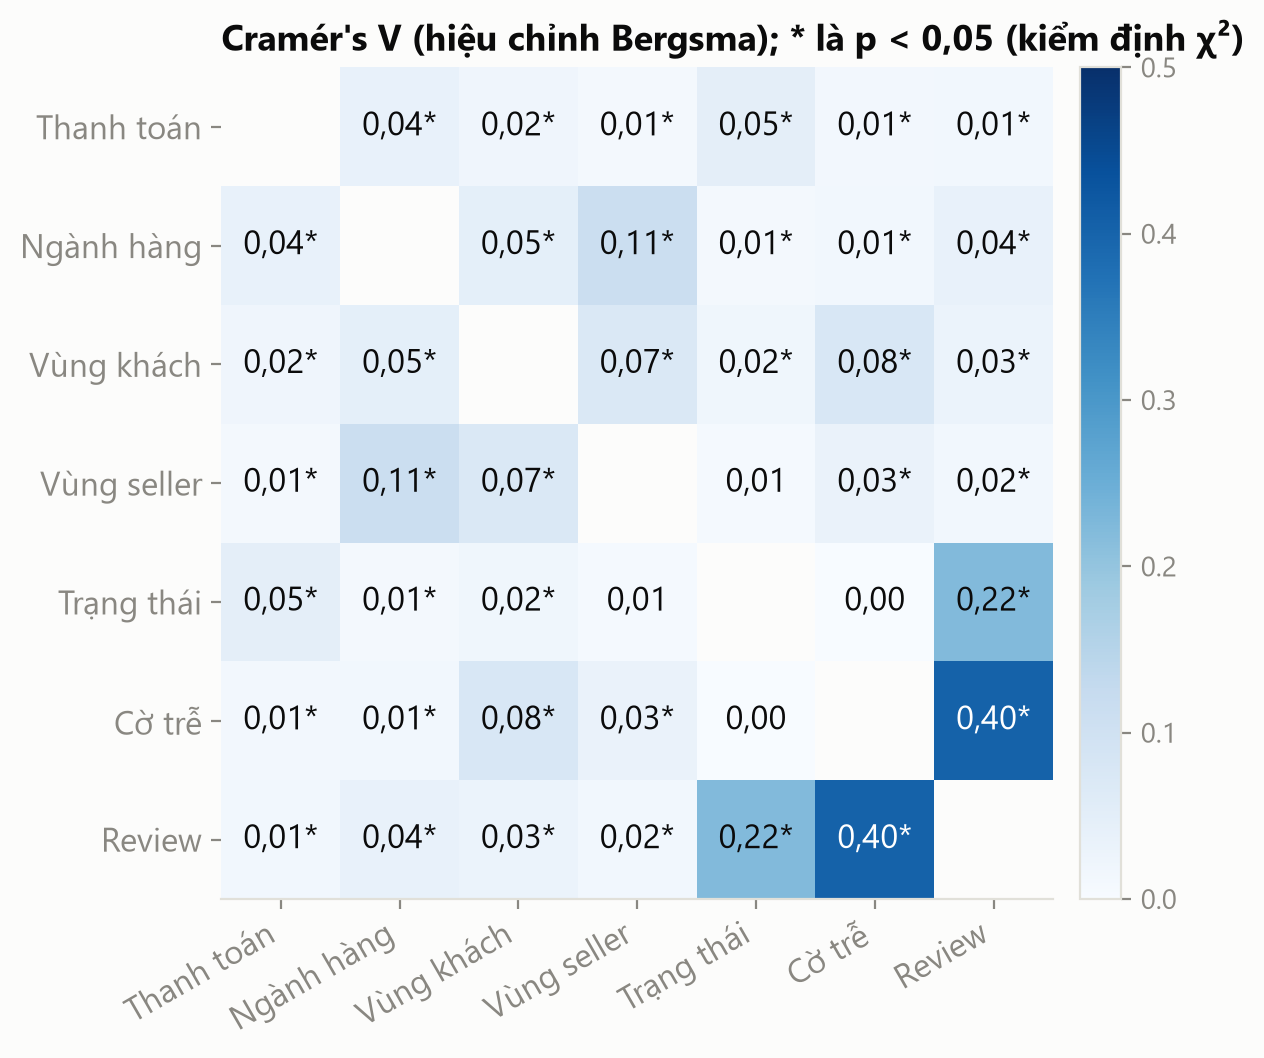 Cramér's V (hiệu chỉnh Bergsma); * là p < 0,05 (kiểm định χ²)
Thanh toán 0,04* 0,02* 0,01* 0,05* 0,01* 0,01*
Ngành hàng 0,04* 0,05* 0,11* 0,01* 0,01* 0,04*
Vùng khách 0,02* 0,05* 0,07* 0,02* 0,08* 0,03*
Vùng seller 0,01* 0,11* 0,07* 0,01 0,03* 0,02*
Trạng thái 0,05* 0,01* 0,02* 0,01 0,00 0,22*
Cờ trễ 0,01* 0,01* 0,08* 0,03* 0,00 0,40*
Review 0,01* 0,04* 0,03* 0,02* 0,22* 0,40*
Thanh toán Ngành hàng Vùng khách Vùng seller Trạng thái Cờ trễ Review
0.5
0.4
0.3
0.2
0.1
0.0